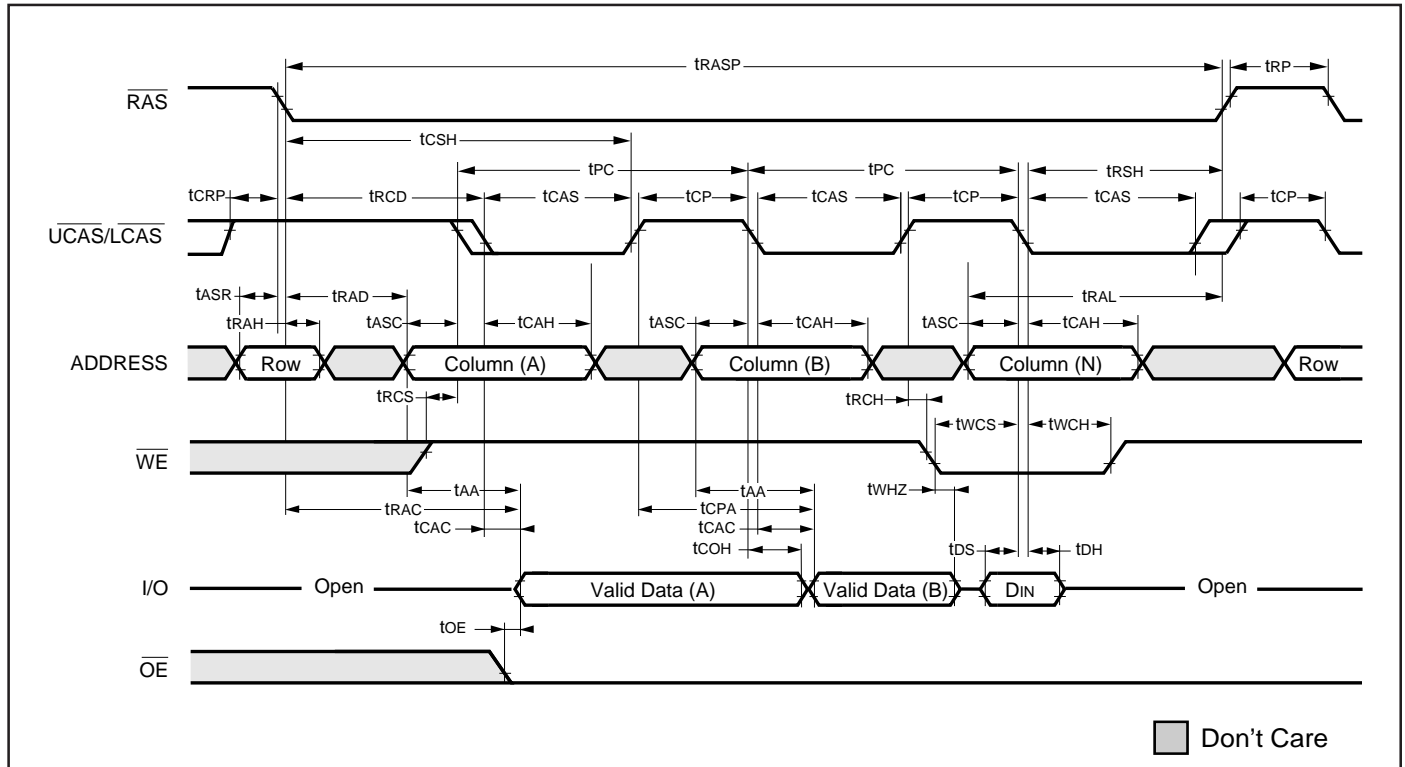 tRASP tRP
RAS
tCSH
tPC tPC tRSH
tCRP tRCD tCAS tCP tCAS tCP tCAS tCP
UCAS/LCAS
tASR tRAD tRAL
tRAH tASC tCAH tASC tCAH tASC tCAH
ADDRESS Row Column (A) Column (B) Column (N) Row
tRCS tRCH
tWCS tWCH
WE
tAA tAA tWHZ
tRAC tCPA
tCAC tCAC
tCOH tDS tDH
I/O Open Valid Data (A) Valid Data (B) DIN Open
tOE
OE
Don't Care